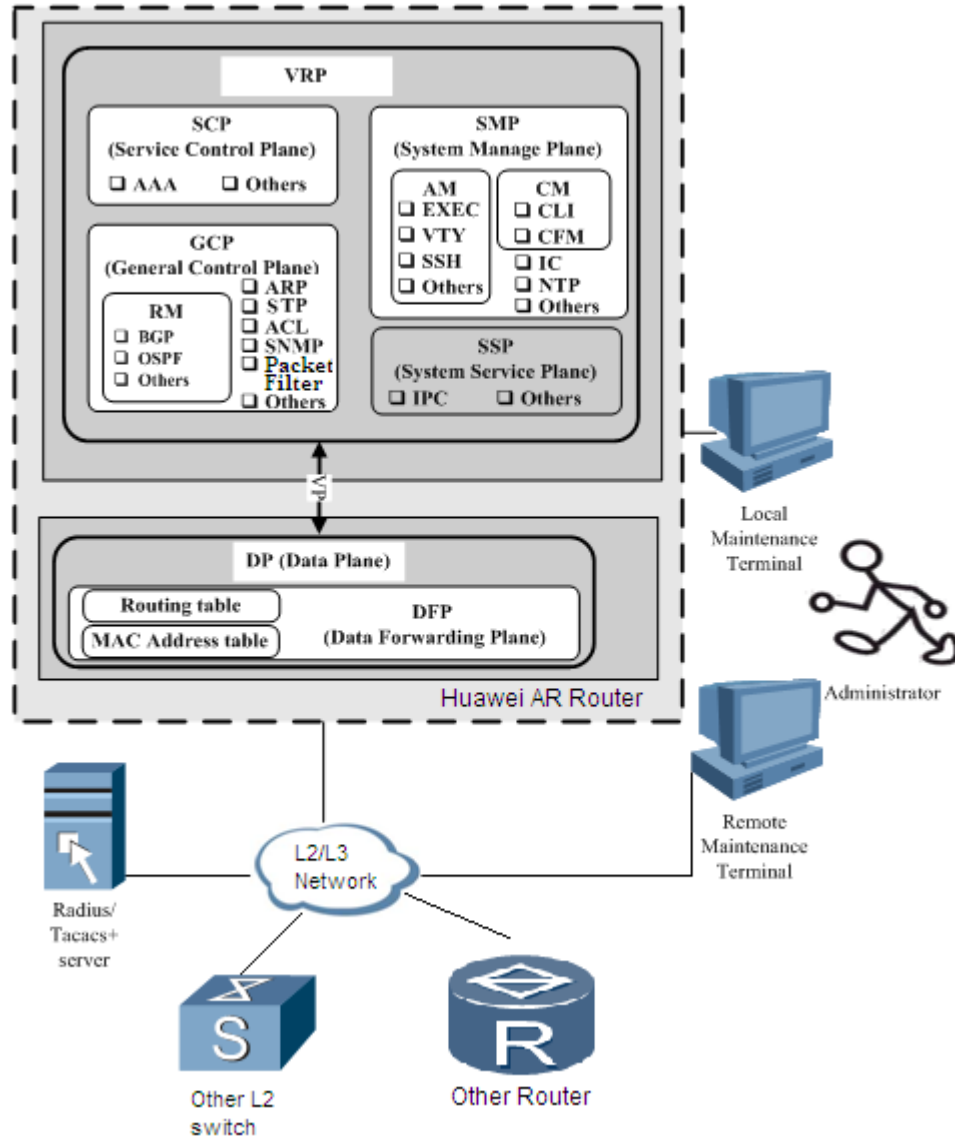 VRP
SCP
(Service Control Plane)
❑ AAA ❑ Others
SMP
(System Manage Plane)
AM
❑ EXEC
❑ VTY
❑ SSH
❑ Others
CM
❑ CLI
❑ CFM
❑ IC
❑ NTP
❑ Others
GCP
(General Control Plane)
RM
❑ BGP
❑ OSPF
❑ Others
❑ ARP
❑ STP
❑ ACL
❑ SNMP
❑ Packet
Filter
❑ Others
SSP
(System Service Plane)
❑ IPC ❑ Others
VP
DP (Data Plane)
Routing table
MAC Address table
DFP
(Data Forwarding Plane)
Huawei AR Router
Local
Maintenance
Terminal
Administrator
Remote
Maintenance
Terminal
L2/L3
Network
Radius/
Tacacs+
server
S
Other L2
switch
R
Other Router